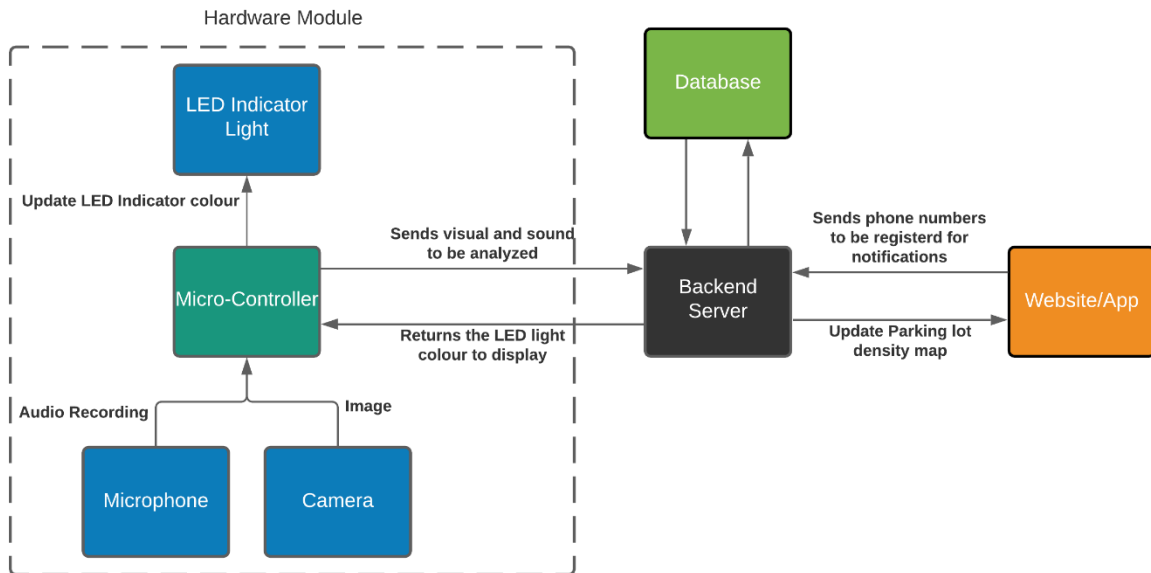 Hardware Module
LED Indicator
Light
Database
Update LED Indicator colour
Sends visual and sound
to be analyzed
Sends phone numbers
to be registerd for
notifications
Micro-Controller
Backend
Server
Website/App
Returns the LED light
colour to display
Update Parking lot
density map
Audio Recording
Image
Microphone
Camera